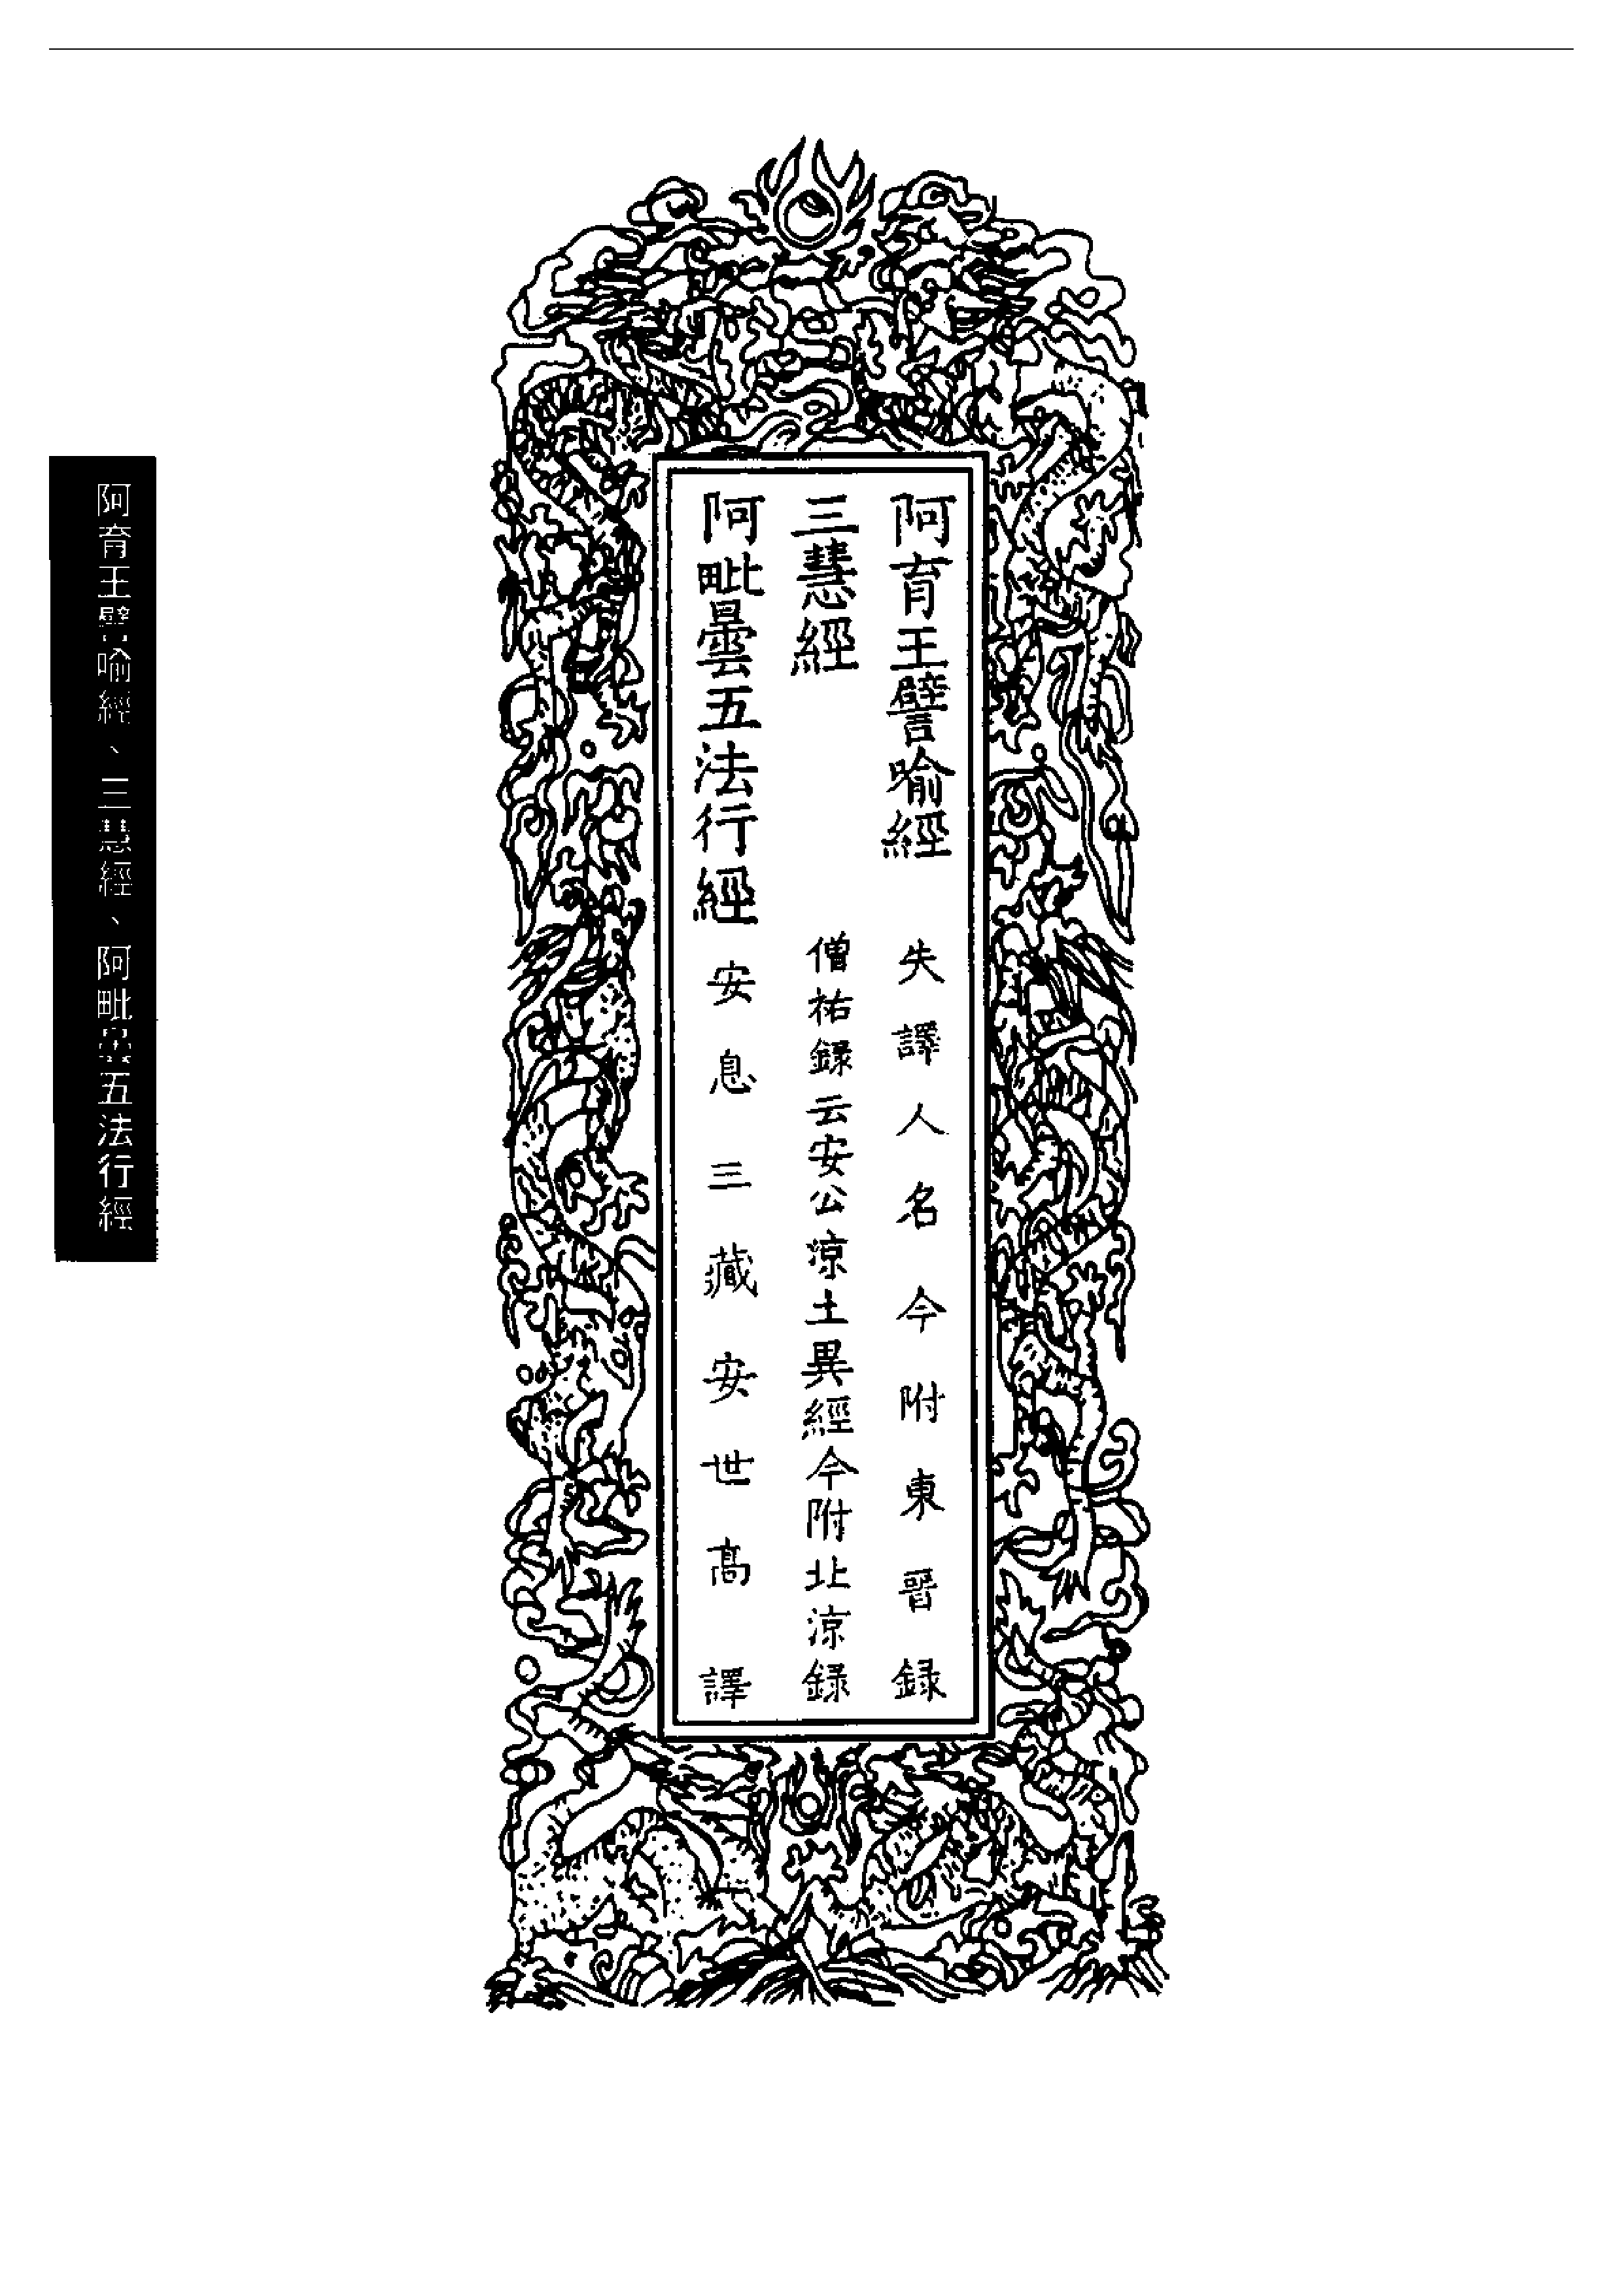 阿育王譬喻經 失譯人名今附東晉録
三慧經 僧祐録云安公涼土異經今附北涼録
阿毗曇五法行經 安息三藏安世高譯
阿育王譬喻經、三慧經、阿毗曇五法行經